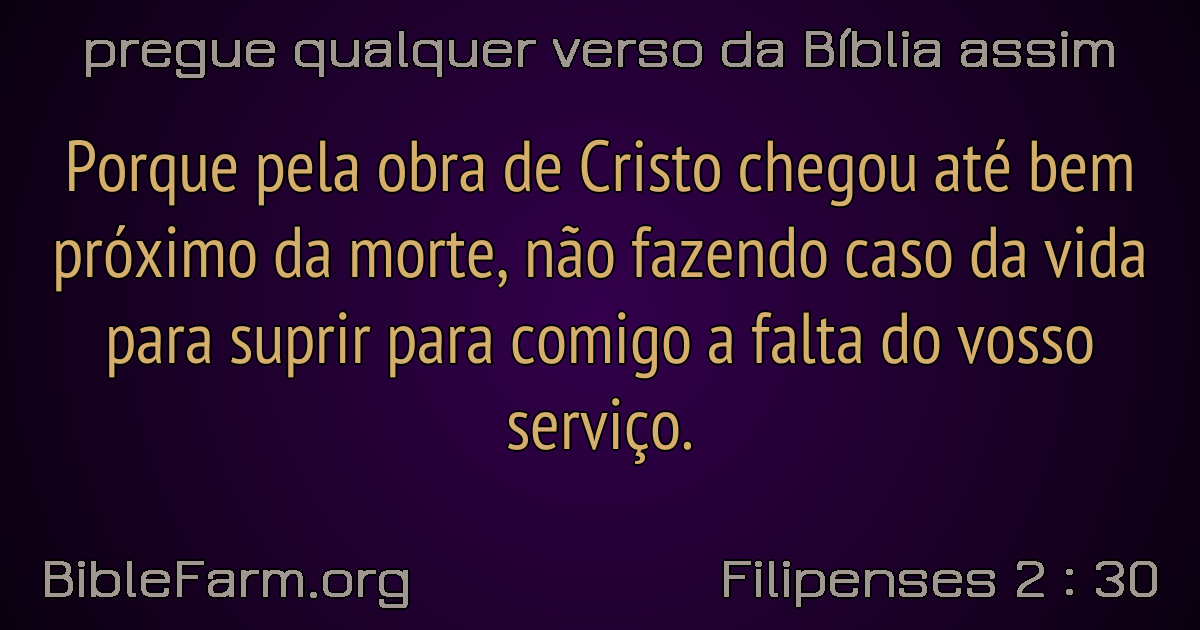 pregue qualquer verso da Bíblia assim
Porque pela obra de Cristo chegou até bem
próximo da morte, não fazendo caso da vida
para suprir para comigo a falta do vosso
serviço.
BibleFarm.org
Filipenses 2 : 30